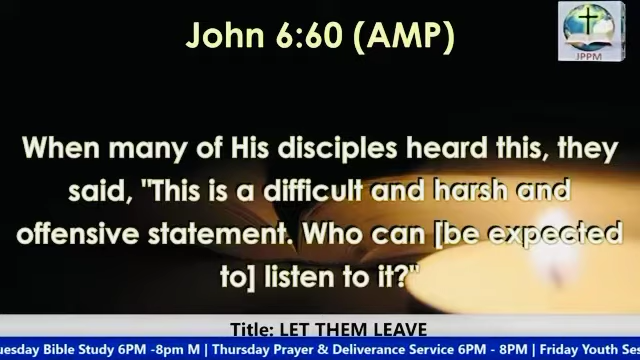 John 6:60 (AMP)
JPPM
When many of His disciples heard this, they
said, "This is a difficult and harsh and
offensive statement. Who can [be expected
to] listen to it?"
Title: LET THEM LEAVE
uesday Bible Study 6PM -8pm M | Thursday Prayer & Deliverance Service 6PM - 8PM | Friday Youth Ses